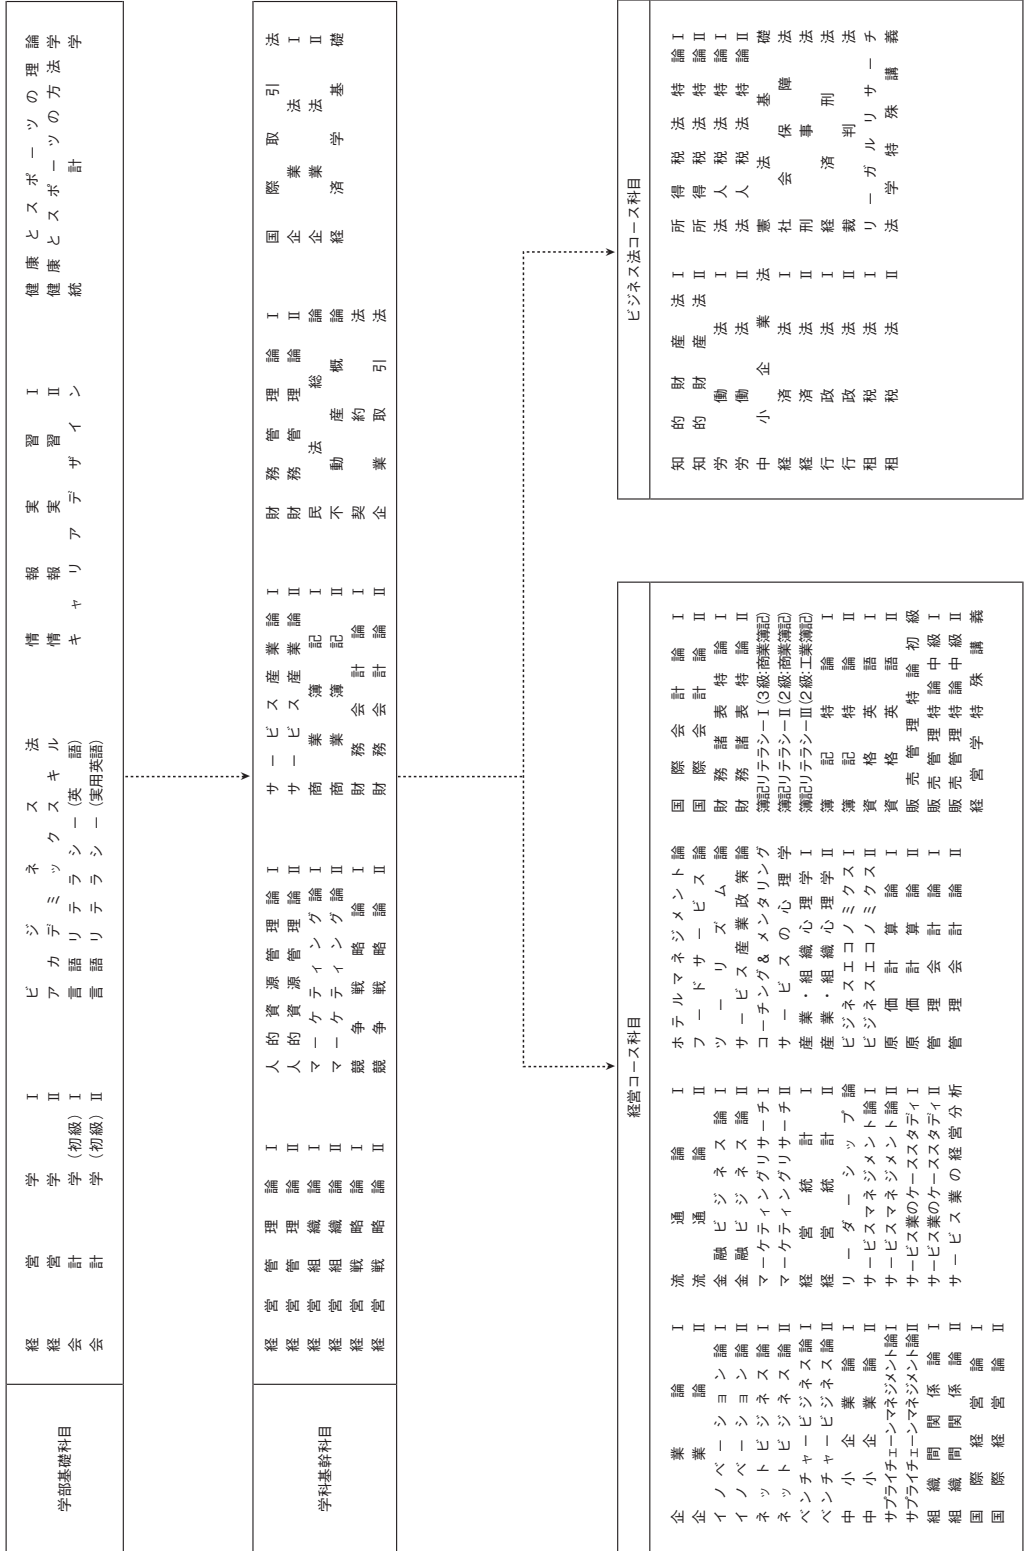 学部基礎科目
経営学Ⅰ
経営学Ⅱ
会計学(初級)Ⅰ
会計学(初級)Ⅱ
ビジネス法
アカデミックスキル
言語リテラシー(英語)
言語リテラシー(実用英語)
情報実習Ⅰ
情報実習Ⅱ
キャリアデザイン
健康とスポーツの理論
健康とスポーツの方法学
統計学
学科基幹科目
経営管理論Ⅰ
経営管理論Ⅱ
経営組織論Ⅰ
経営組織論Ⅱ
経営戦略論Ⅰ
経営戦略論Ⅱ
人的資源管理論Ⅰ
人的資源管理論Ⅱ
マーケティング論Ⅰ
マーケティング論Ⅱ
競争戦略論Ⅰ
競争戦略論Ⅱ
サービス産業論Ⅰ
サービス産業論Ⅱ
商業簿記Ⅰ
商業簿記Ⅱ
財務会計論Ⅰ
財務会計論Ⅱ
財務管理論Ⅰ
財務管理論Ⅱ
民法総論
不動産概論
契約法
企業取引法
国際取引法
企業法Ⅰ
企業法Ⅱ
経済学基礎
経営コース科目
企業論Ⅰ
企業論Ⅱ
イノベーション論Ⅰ
イノベーション論Ⅱ
ネットビジネス論Ⅰ
ネットビジネス論Ⅱ
ベンチャービジネス論Ⅰ
ベンチャービジネス論Ⅱ
中小企業論Ⅰ
中小企業論Ⅱ
サプライチェーンマネジメント論Ⅰ
サプライチェーンマネジメント論Ⅱ
組織間関係論Ⅰ
組織間関係論Ⅱ
国際経営論Ⅰ
国際経営論Ⅱ
流通論Ⅰ
流通論Ⅱ
金融ビジネス論Ⅰ
金融ビジネス論Ⅱ
マーケティングリサーチⅠ
マーケティングリサーチⅡ
経営統計Ⅰ
経営統計Ⅱ
リーダーシップ論
サービスマネジメント論Ⅰ
サービスマネジメント論Ⅱ
サービス業のケーススタディⅠ
サービス業のケーススタディⅡ
サービス業の経営分析
ホテルマネジメント論
フードサービス論
ツーリズム論
サービス産業政策論
コーチング&メンタリング
サービスの心理学
産業・組織心理学Ⅰ
産業・組織心理学Ⅱ
ビジネスエコノミクスⅠ
ビジネスエコノミクスⅡ
原価計算論Ⅰ
原価計算論Ⅱ
管理会計論Ⅰ
管理会計論Ⅱ
国際会計論Ⅰ
国際会計論Ⅱ
財務諸表特論Ⅰ
財務諸表特論Ⅱ
簿記リテラシーⅠ(3級:商業簿記)
簿記リテラシーⅡ(2級:商業簿記)
簿記リテラシーⅢ(2級:工業簿記)
簿記特論Ⅰ
簿記特論Ⅱ
資格英語Ⅰ
資格英語Ⅱ
販売管理特論初級
販売管理特論中級Ⅰ
販売管理特論中級Ⅱ
経営学特殊講義
ビジネス法コース科目
知的財産法Ⅰ
知的財産法Ⅱ
労働法Ⅰ
労働法Ⅱ
中小企業法
経済法Ⅰ
経済法Ⅱ
行政法Ⅰ
行政法Ⅱ
租税法Ⅰ
租税法Ⅱ
所得税法特論Ⅰ
所得税法特論Ⅱ
法人税法特論Ⅰ
法人税法特論Ⅱ
憲法基礎
社会保障法
刑事法
経済刑法
裁判法
リーガルリサーチ
法学特殊講義